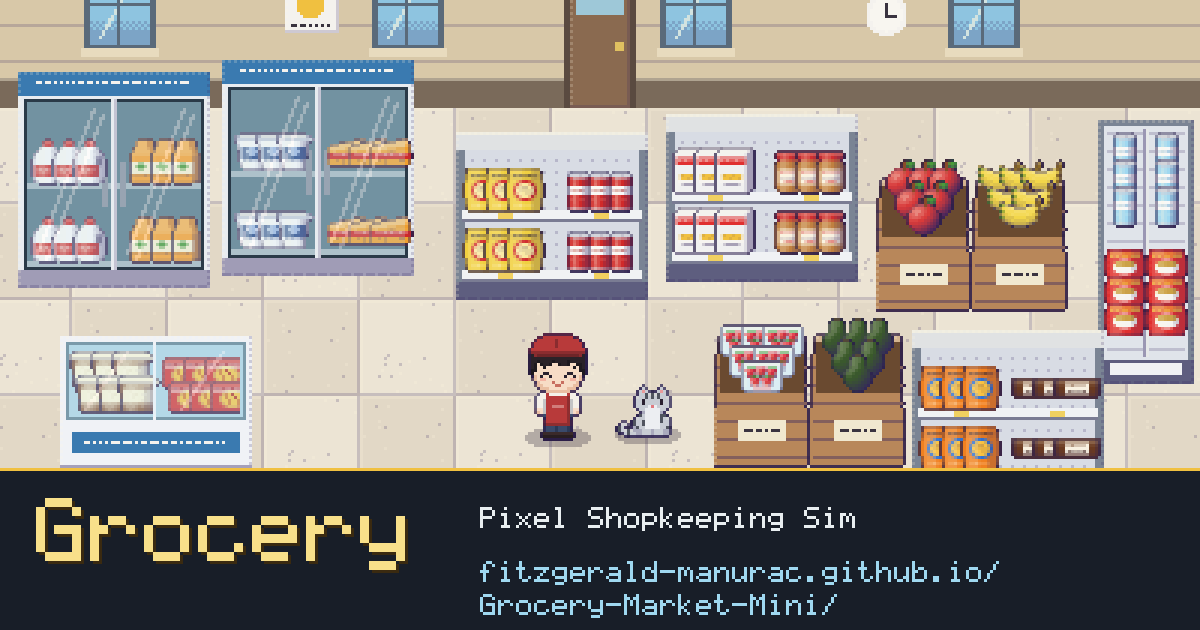 Grocery
Pixel Shopkeeping Sim
fitzgerald-manurac.github.io/
Grocery-Market-Mini/